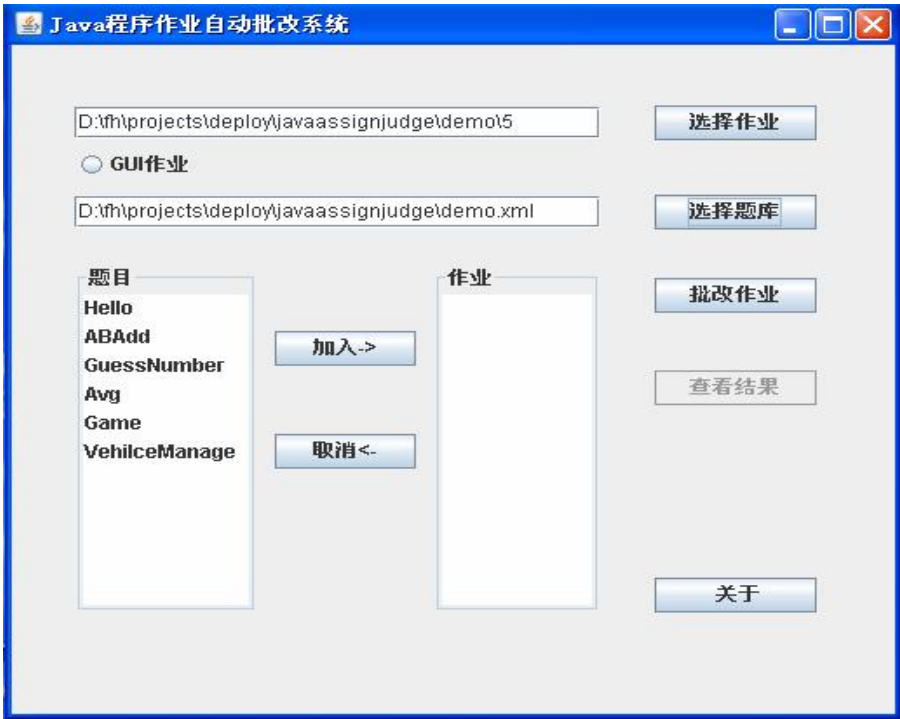 Java程序作业自动批改系统
D:\fh\projects\deploy\javaassignjudge\demo\5
选择作业
GUI作业
D:\fh\projects\deploy\javaassignjudge\demo.xml
选择题库
题目
Hello
ABAdd
GuessNumber
Avg
Game
VehilceManage
加入->
取消<-
作业
批改作业
查看结果
关于